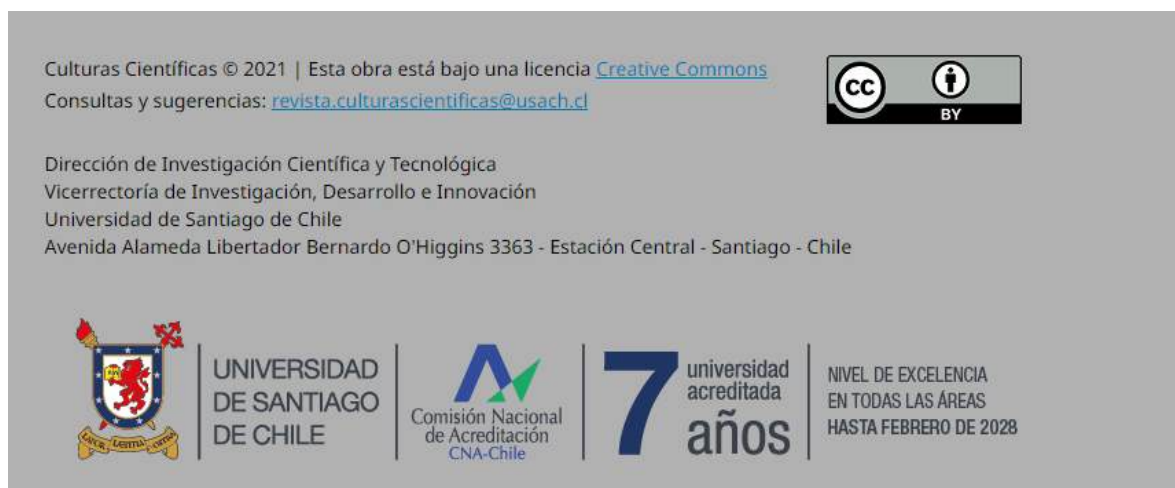 Culturas Científicas © 2021 | Esta obra está bajo una licencia Creative Commons
Consultas y sugerencias: revista.culturascientificas@usach.cl
cc BY
Dirección de Investigación Científica y Tecnológica
Vicerrectoría de Investigación, Desarrollo e Innovación
Universidad de Santiago de Chile
Avenida Alameda Libertador Bernardo O'Higgins 3363 - Estación Central - Santiago - Chile
LABOR LAETITIA NOSTRA
UNIVERSIDAD
DE SANTIAGO
DE CHILE
Comisión Nacional
de Acreditación
CNA-Chile
7 universidad
acreditada
años
NIVEL DE EXCELENCIA
EN TODAS LAS ÁREAS
HASTA FEBRERO DE 2028